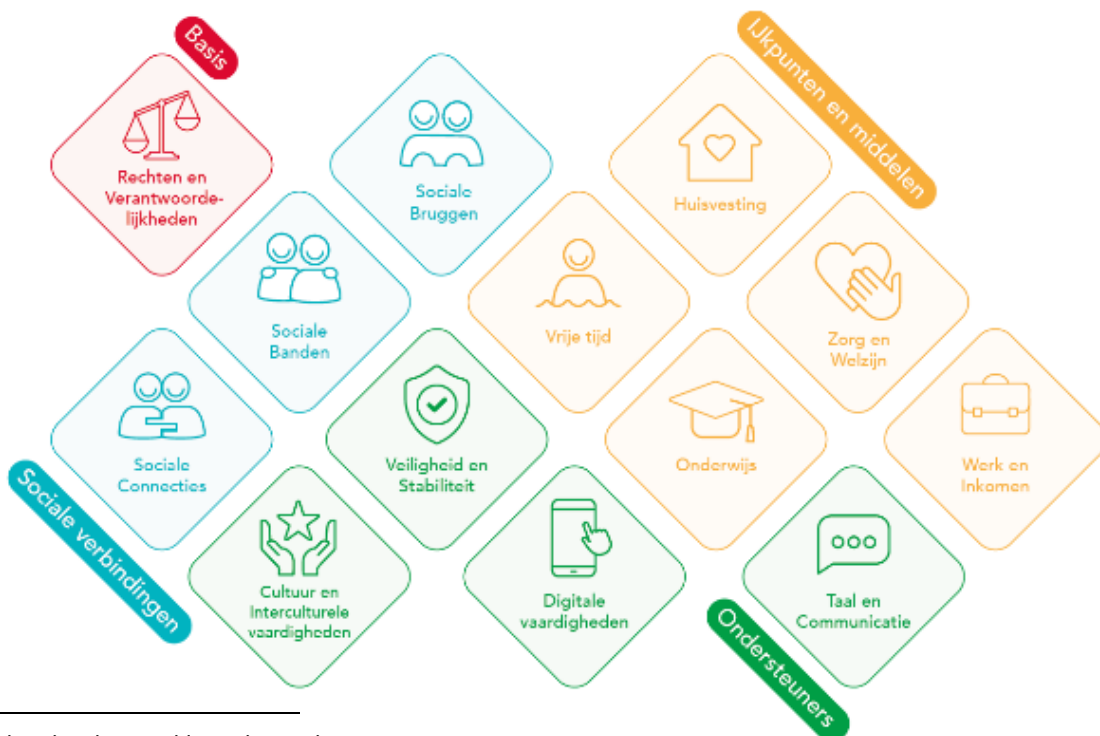 Basis
IJkpunten en middelen
Rechten en
Verantwoorde-
lijkheden
Sociale
Bruggen
Huisvesting
Sociale
Banden
Vrije tijd
Zorg en
Welzijn
Sociale
Connecties
Veiligheid en
Stabiliteit
Onderwijs
Werk en
Inkomen
Sociale verbindingen
Cultuur en
Interculturele
vaardigheden
Digitale
vaardigheden
Taal en
Communicatie
Ondersteuners